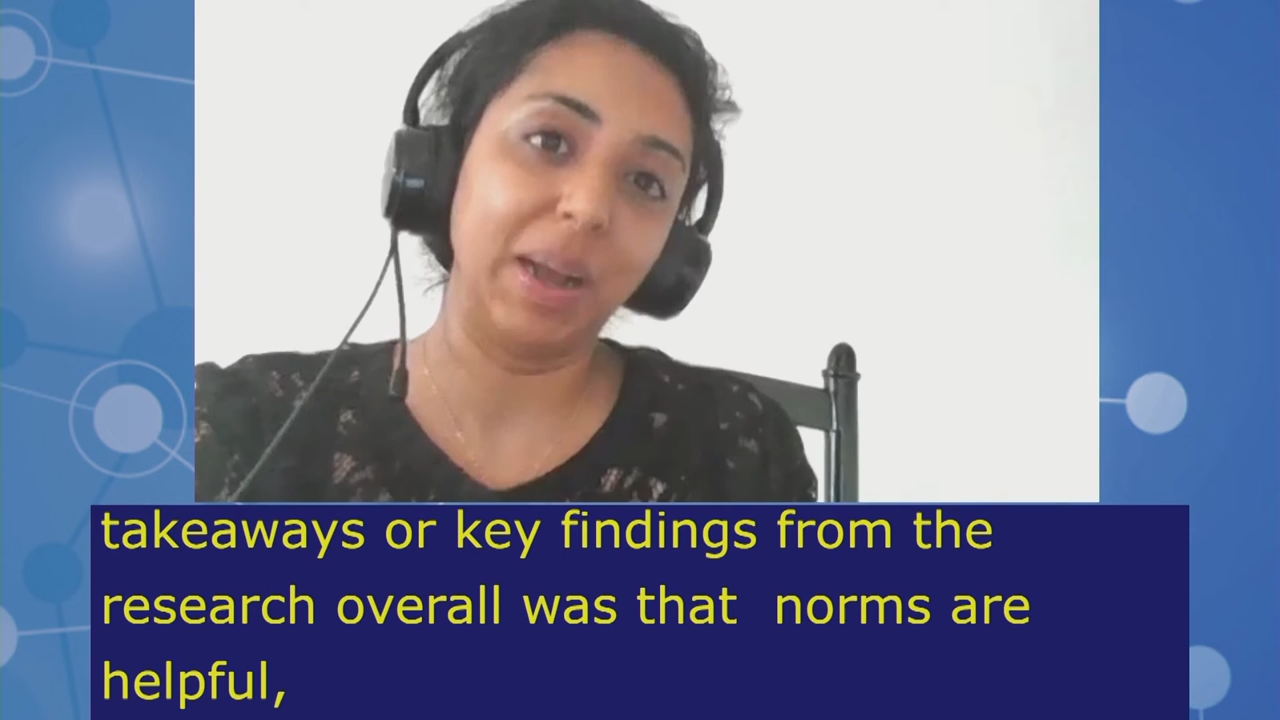 takeaways or key findings from the
research overall was that  norms are
helpful,